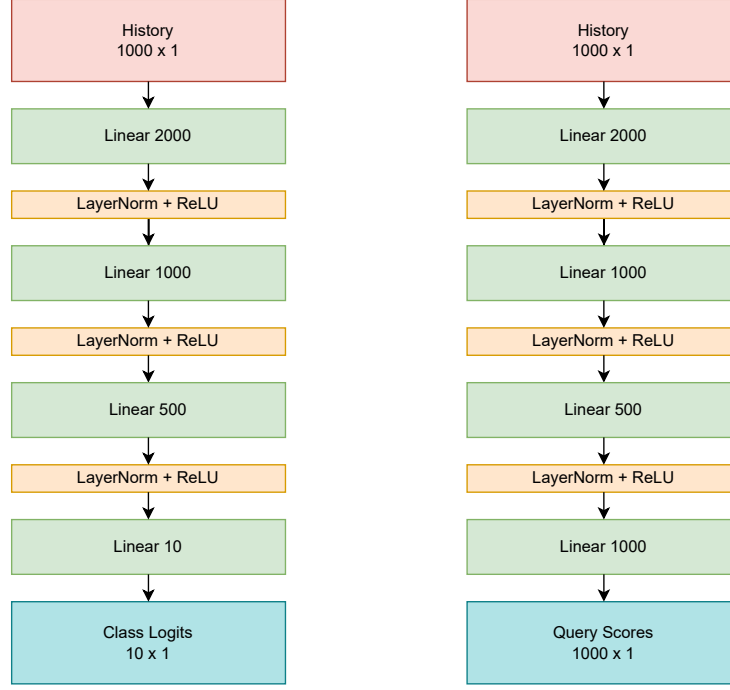 History
1000 x 1
Linear 2000
LayerNorm + ReLU
Linear 1000
LayerNorm + ReLU
Linear 500
LayerNorm + ReLU
Linear 10
Class Logits
10 x 1
History
1000 x 1
Linear 2000
LayerNorm + ReLU
Linear 1000
LayerNorm + ReLU
Linear 500
LayerNorm + ReLU
Linear 1000
Query Scores
1000 x 1